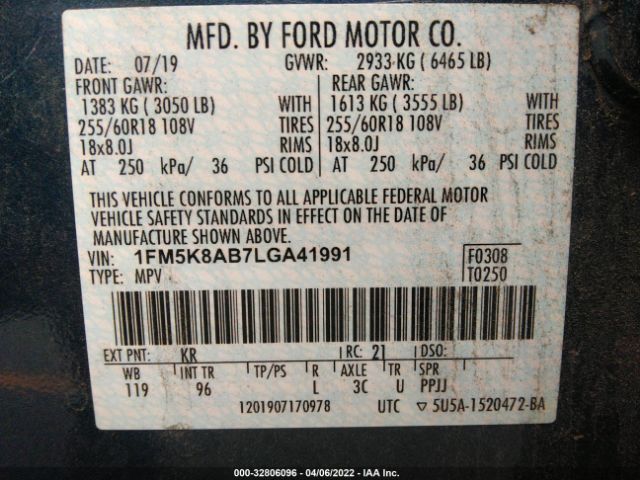 MFD. BY FORD MOTOR CO.
DATE: 07/19 GVWR: 2933 KG ( 6465 LB)
FRONT GAWR: REAR GAWR:
1383 KG ( 3050 LB) WITH 1613 KG ( 3555 LB) WITH
255/60R18 108V TIRES 255/60R18 108V TIRES
18x8.0J RIMS 18x8.0J RIMS
AT 250 kPa/ 36 PSI COLD AT 250 kPa/ 36 PSI COLD
THIS VEHICLE CONFORMS TO ALL APPLICABLE FEDERAL MOTOR
VEHICLE SAFETY STANDARDS IN EFFECT ON THE DATE OF
MANUFACTURE SHOWN ABOVE.
VIN: 1FM5K8AB7LGA41991 F0308
TYPE: MPV T0250
EXT PNT: KR RC: 21 DSO:
WB INT TR TP/PS R AXLE TR SPR
119 96 L 3C U PPJJ
1201907170978 UTC ▽ 5U5A-1520472-BA
000-32806096 - 04/06/2022 - IAA Inc.